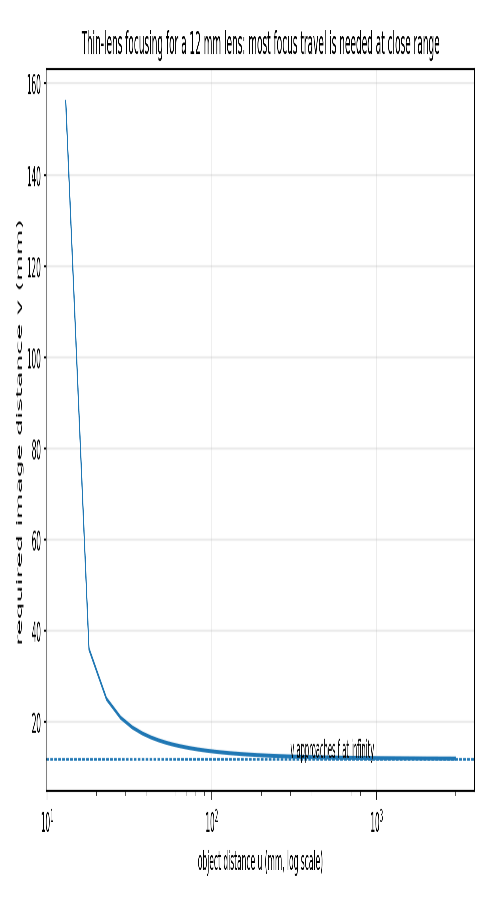 Thin-lens focusing for a 12 mm lens: most focus travel is needed at close range
required image distance v (mm)
160
140
120
100
80
60
40
20
v approaches f at infinity
10¹
10²
10³
object distance u (mm, log scale)